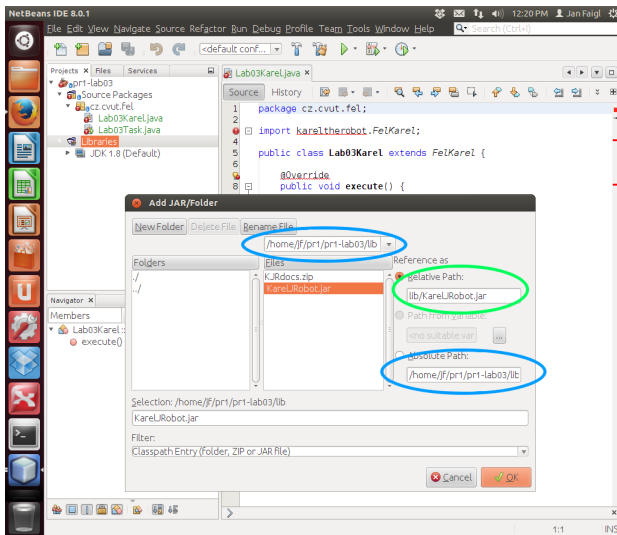 NetBeans IDE 8.0.1
12:20 PM
Jan Faigl
File Edit View Navigate Source Refactor Run Debug Profile Team Tools Window Help
Search (Ctrl+I)
<default conf...
Projects
Files
Services
Lab03Karel.java
pr1-lab03
Source Packages
cz.cvut.fel
Lab03Karel.java
Lab03Task.java
Libraries
JDK 1.8 (Default)
Source
History
1 package cz.cvut.fel;
2
import kareltherobot.FelKarel;
4
5 public class Lab03Karel extends FelKarel {
6
@Override
8 public void execute() {
Add JAR/Folder
New Folder
Delete File
Rename File
/home/jf/pr1/pr1-lab03/lib
Folders
Files
./
../
KJRdocs.zip
KarelJRobot.jar
Reference as
Relative Path:
lib/KarelJRobot.jar
Path from Variable:
<no suitable var
...
Absolute Path:
/home/jf/pr1/pr1-lab03/lib
Selection: /home/jf/pr1/pr1-lab03/lib
KarelJRobot.jar
Filter:
Classpath Entry (folder, ZIP or JAR file)
Cancel
OK
Navigator
Members
Lab03Karel ::
execute()
1:1
INS